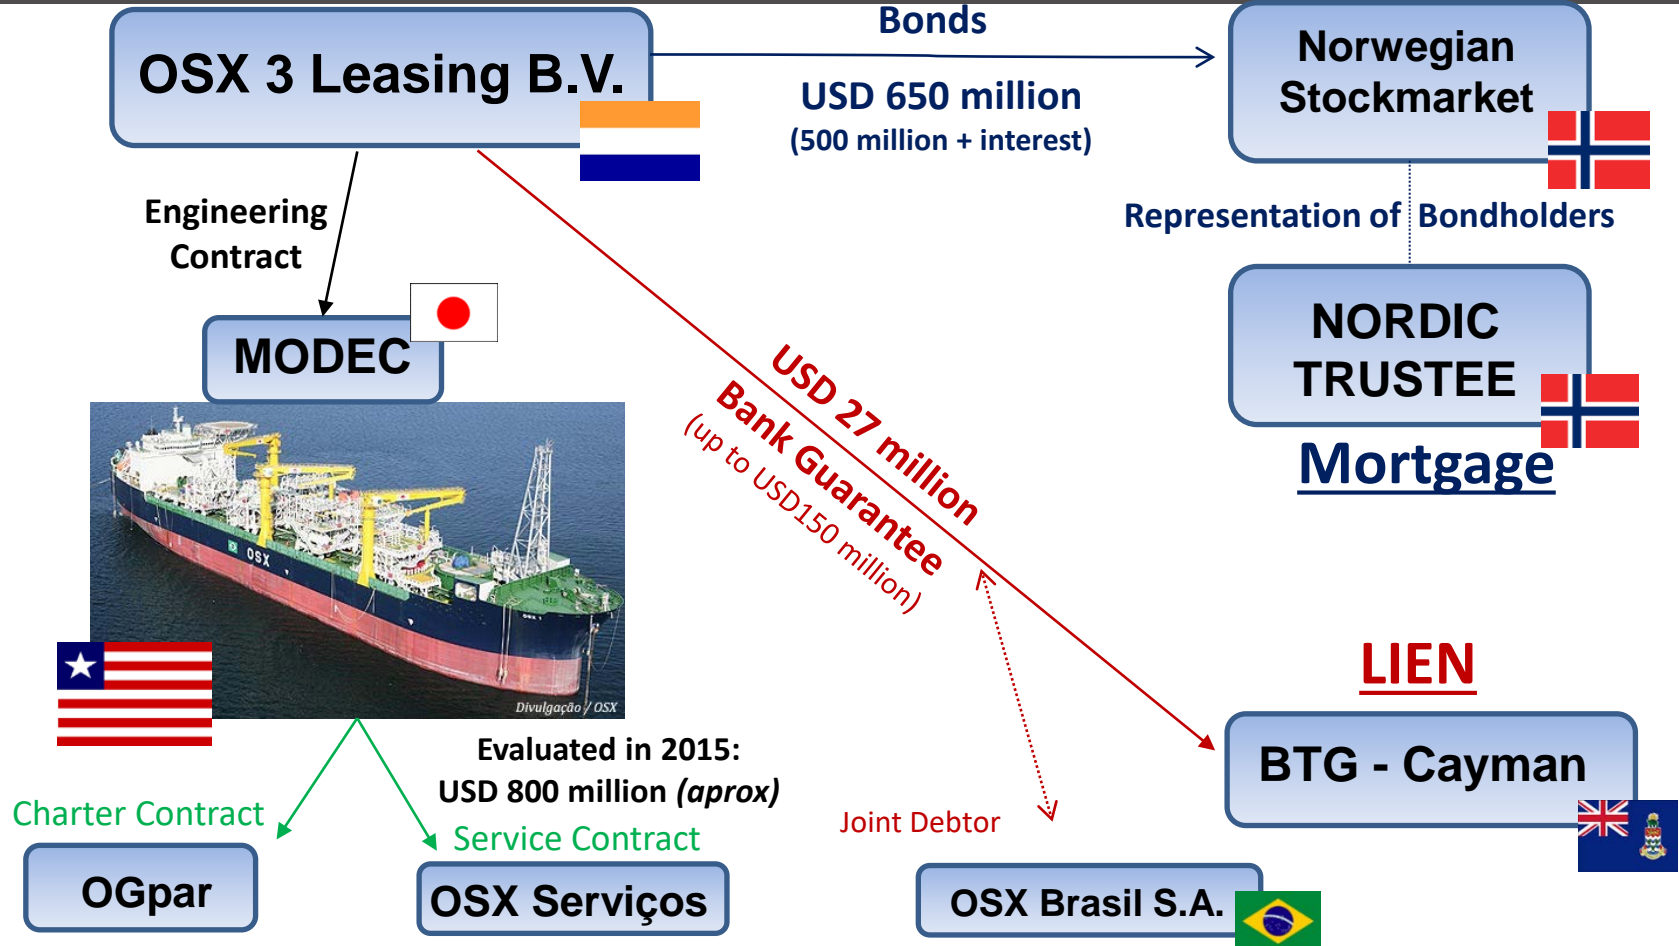 OSX 3 Leasing B.V.
Bonds
USD 650 million
(500 million + interest)
Norwegian
Stockmarket
Engineering
Contract
Representation of Bondholders
MODEC
NORDIC
TRUSTEE
Mortgage
USD 27 million
Bank Guarantee
(up to USD150 million)
OSX
OSX 1
Divulgação / OSX
LIEN
BTG - Cayman
Evaluated in 2015:
USD 800 million (aprox)
Charter Contract
Service Contract
Joint Debtor
OGpar
OSX Serviços
OSX Brasil S.A.